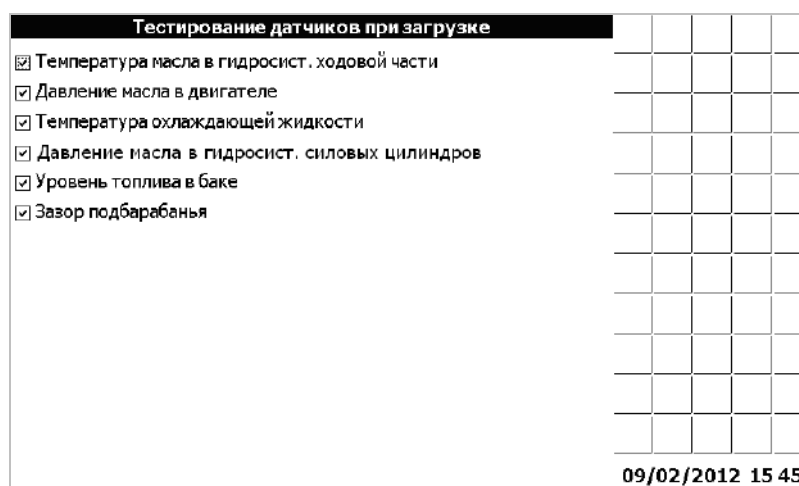 Тестирование датчиков при загрузке
Температура масла в гидросист. ходовой части
Давление масла в двигателе
Температура охлаждающей жидкости
Давление масла в гидросист. силовых цилиндров
Уровень топлива в баке
Зазор подбарабанья
09/02/2012 15 45